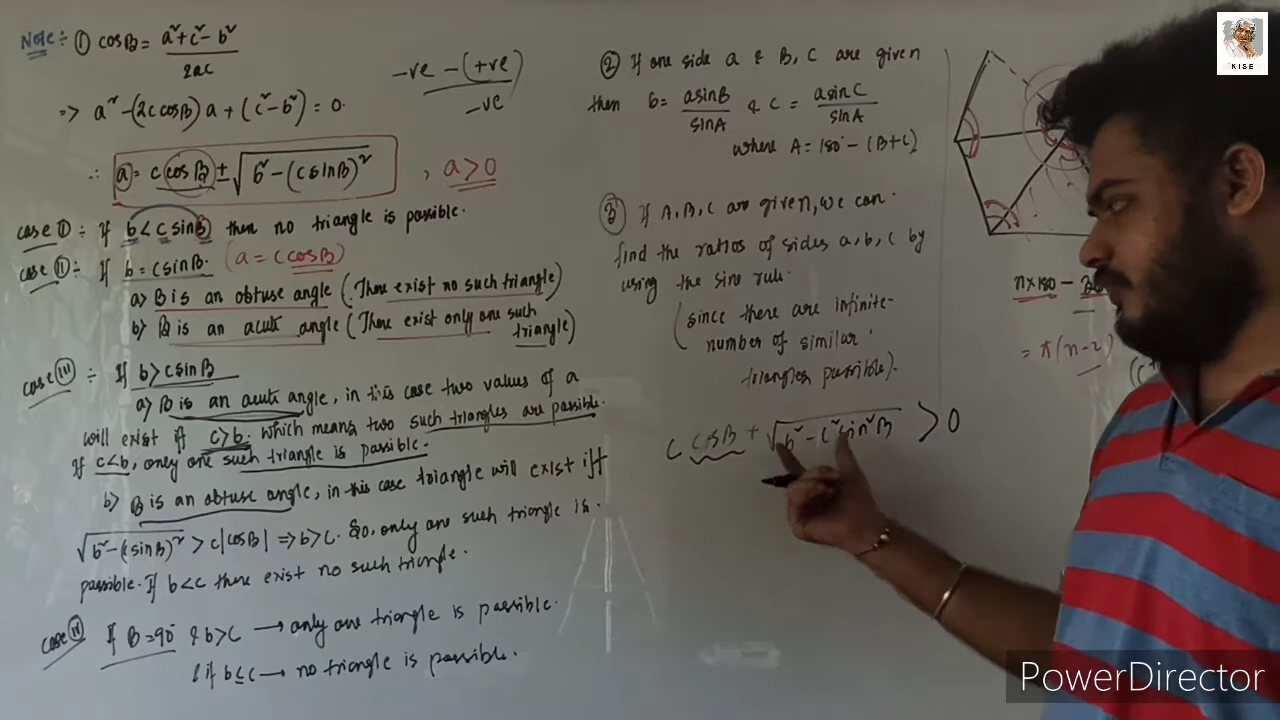 Note:- ① cosB = a²+c²-b² / 2ac
⇒ a² -(2c cosB) a + (c²-b²) = 0.
∴ a = c cosB ± √b²-(c sinB)² , a>0
-ve -(+ve) / -ve
case ① :- If b < c sinB then no triangle is possible.
case ⑪ :- If b = c sinB. (a = c cosB)
a) B is an obtuse angle (There exist no such triangle)
b) B is an acute angle (There exist only one such triangle)
case ⑪⑪ :- If b > c sinB
a) B is an acute angle, in this case two values of a
will exist if c>b. which means two such triangles are possible.
If c<b, only one such triangle is possible.
b) B is an obtuse angle, in this case triangle will exist iff
√b²-(c sinB)² > c|cosB| ⇒ b>c. So, only one such triangle is
possible. If b<c there exist no such triangle.
If B=90° & b>c → only one triangle is possible.
& if b≤c → no triangle is possible.
② If one side a & B, C are given
then b = a sinB / sinA & c = a sinC / sinA
where A = 180° - (B+C)
③ If A, B, C are given, we can
find the ratios of sides a, b, c by
using the sine rule.
(since there are infinite
number of similar
triangles possible).
c cosB + √b² - c² sin²B > 0
n×180 -
= π(n-2)
KISE
PowerDirector